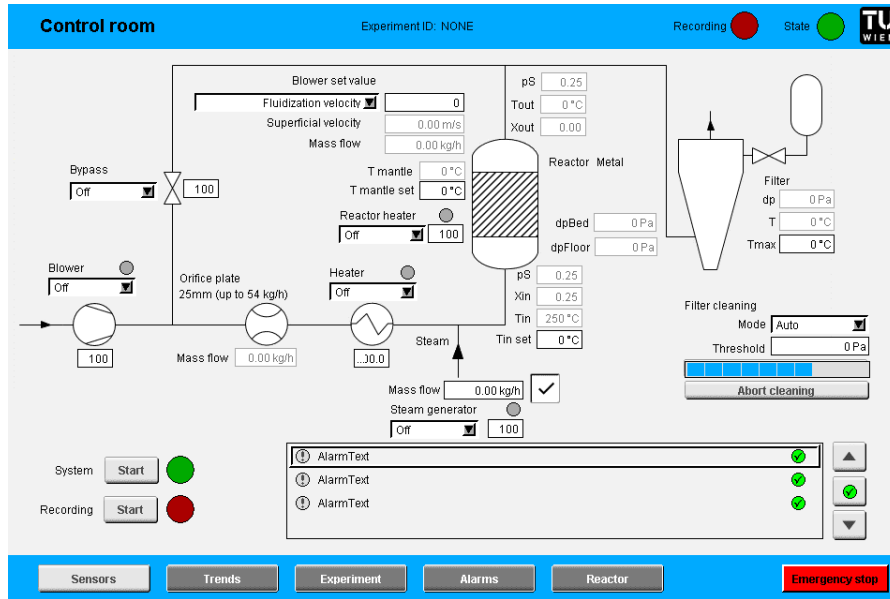 Control room
Experiment ID: NONE
Recording
State
TU
WIEN
Blower set value
Fluidization velocity 0
Superficial velocity 0.00 m/s
Mass flow 0.00 kg/h
pS 0.25
Tout 0 °C
Xout 0.00
T mantle 0 °C
T mantle set 0 °C
Reactor Metal
Bypass
Off 100
Reactor heater
Off 100
dpBed 0 Pa
dpFloor 0 Pa
Filter
dp 0 Pa
T 0 °C
Tmax 0 °C
Blower
Off
100
Orifice plate
25mm (up to 54 kg/h)
Mass flow 0.00 kg/h
Heater
Off
...00.0
pS 0.25
Xin 0.25
Tin 250 °C
Tin set 0 °C
Steam
Mass flow 0.00 kg/h
Steam generator
Off 100
Filter cleaning
Mode Auto
Threshold 0 Pa
Abort cleaning
System Start
Recording Start
AlarmText
AlarmText
AlarmText
Sensors
Trends
Experiment
Alarms
Reactor
Emergency stop